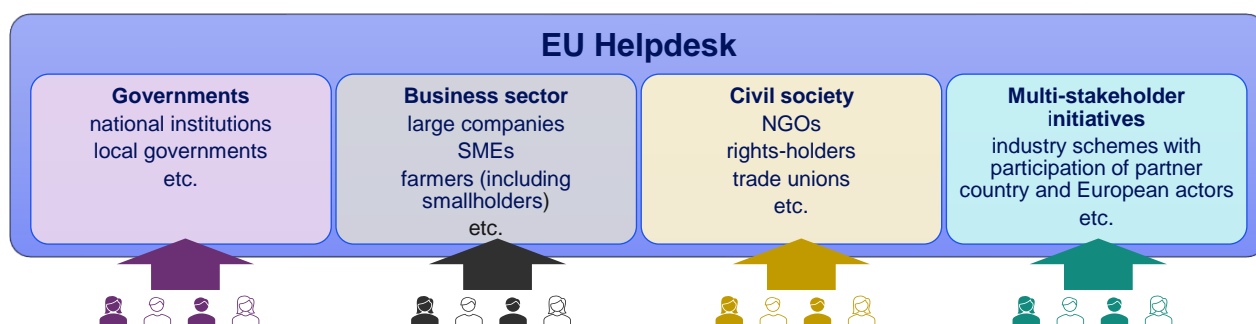 EU Helpdesk
Governments
national institutions
local governments
etc.
Business sector
large companies
SMEs
farmers (including
smallholders)
etc.
Civil society
NGOs
rights-holders
trade unions
etc.
Multi-stakeholder
initiatives
industry schemes with
participation of partner
country and European actors
etc.